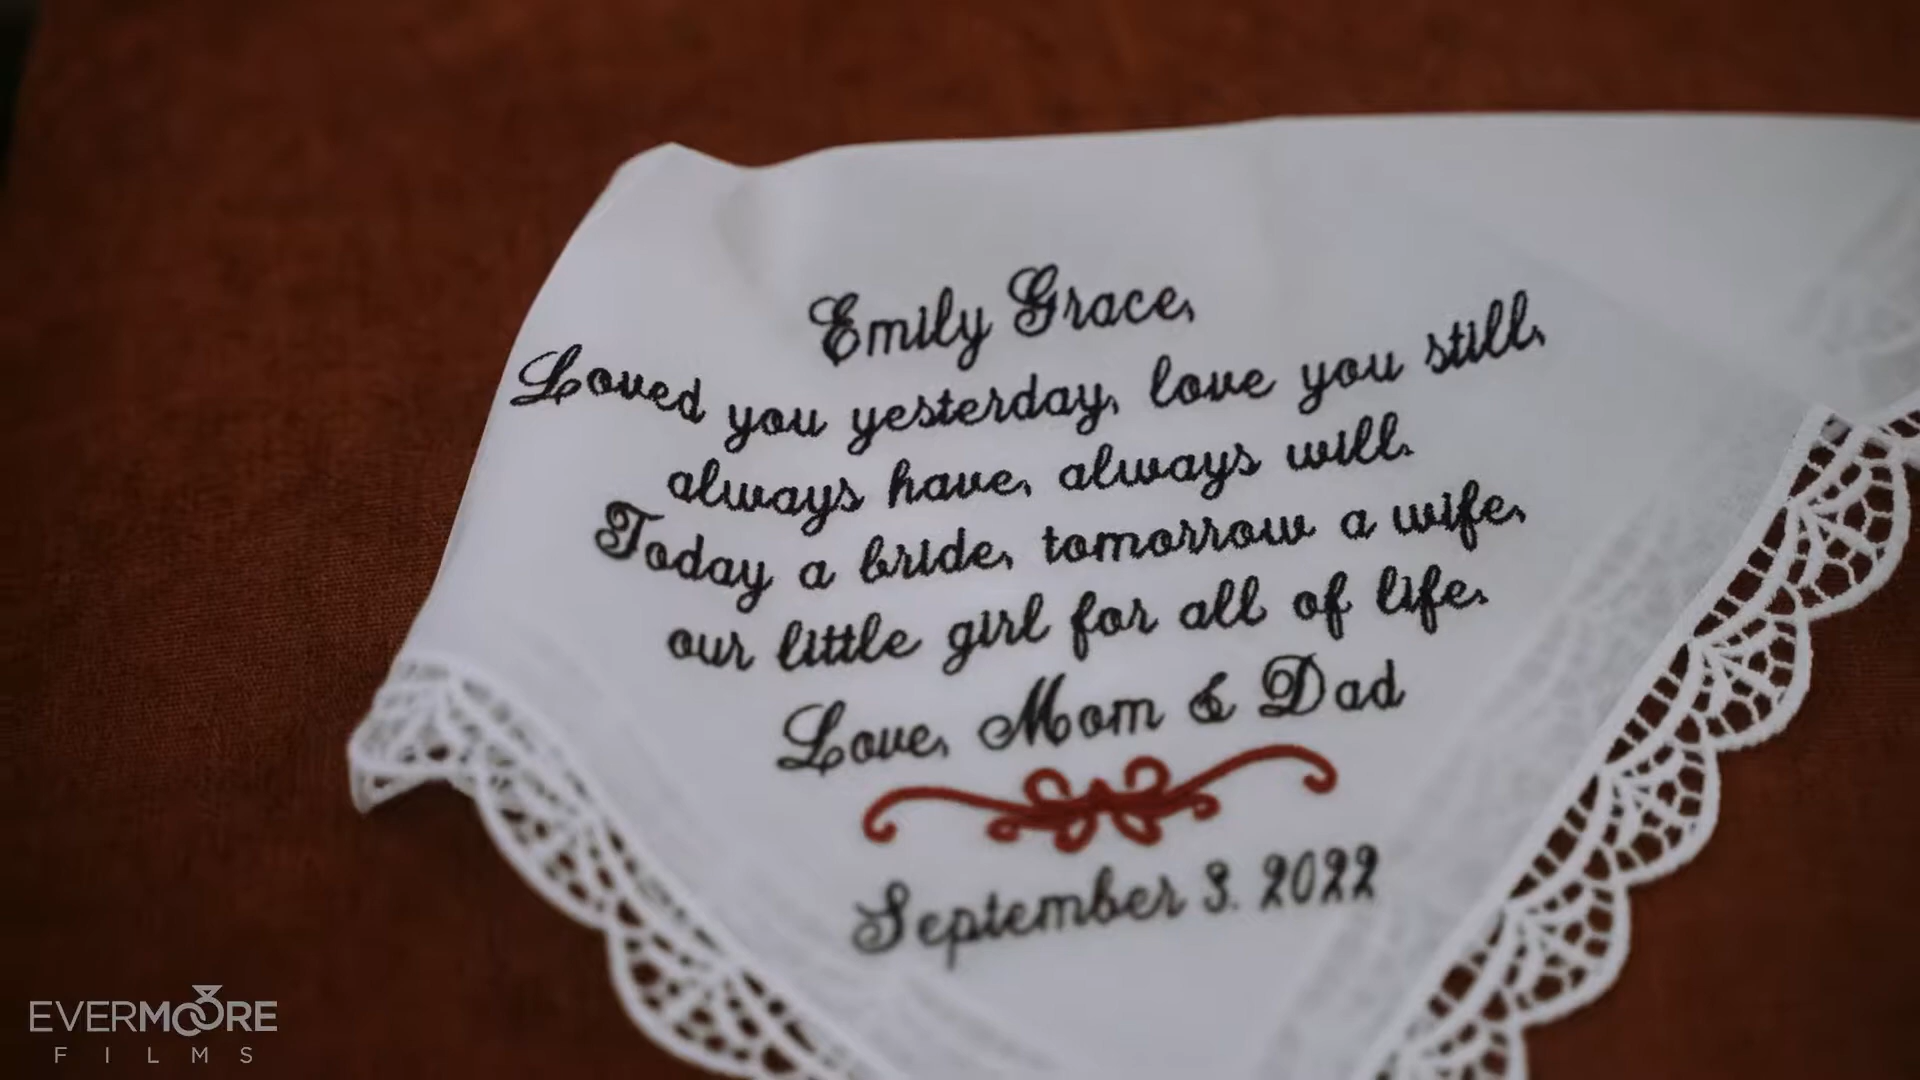 Emily Grace,
Loved you yesterday, love you still,
always have, always will.
Today a bride, tomorrow a wife,
our little girl for all of life.
Love, Mom & Dad
September 3, 2022
EVERMOORE
FILMS